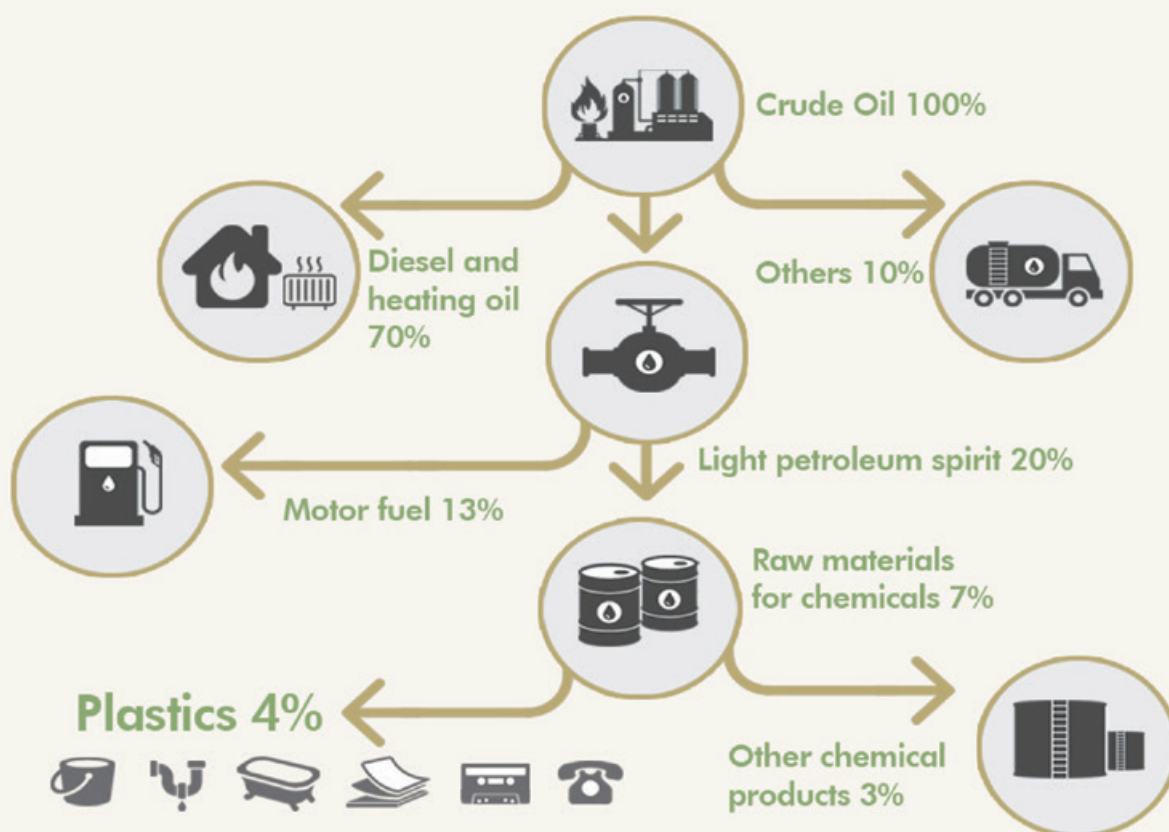 Crude Oil 100%
Diesel and
heating oil
70%
Others 10%
Light petroleum spirit 20%
Motor fuel 13%
Raw materials
for chemicals 7%
Plastics 4%
Other chemical
products 3%